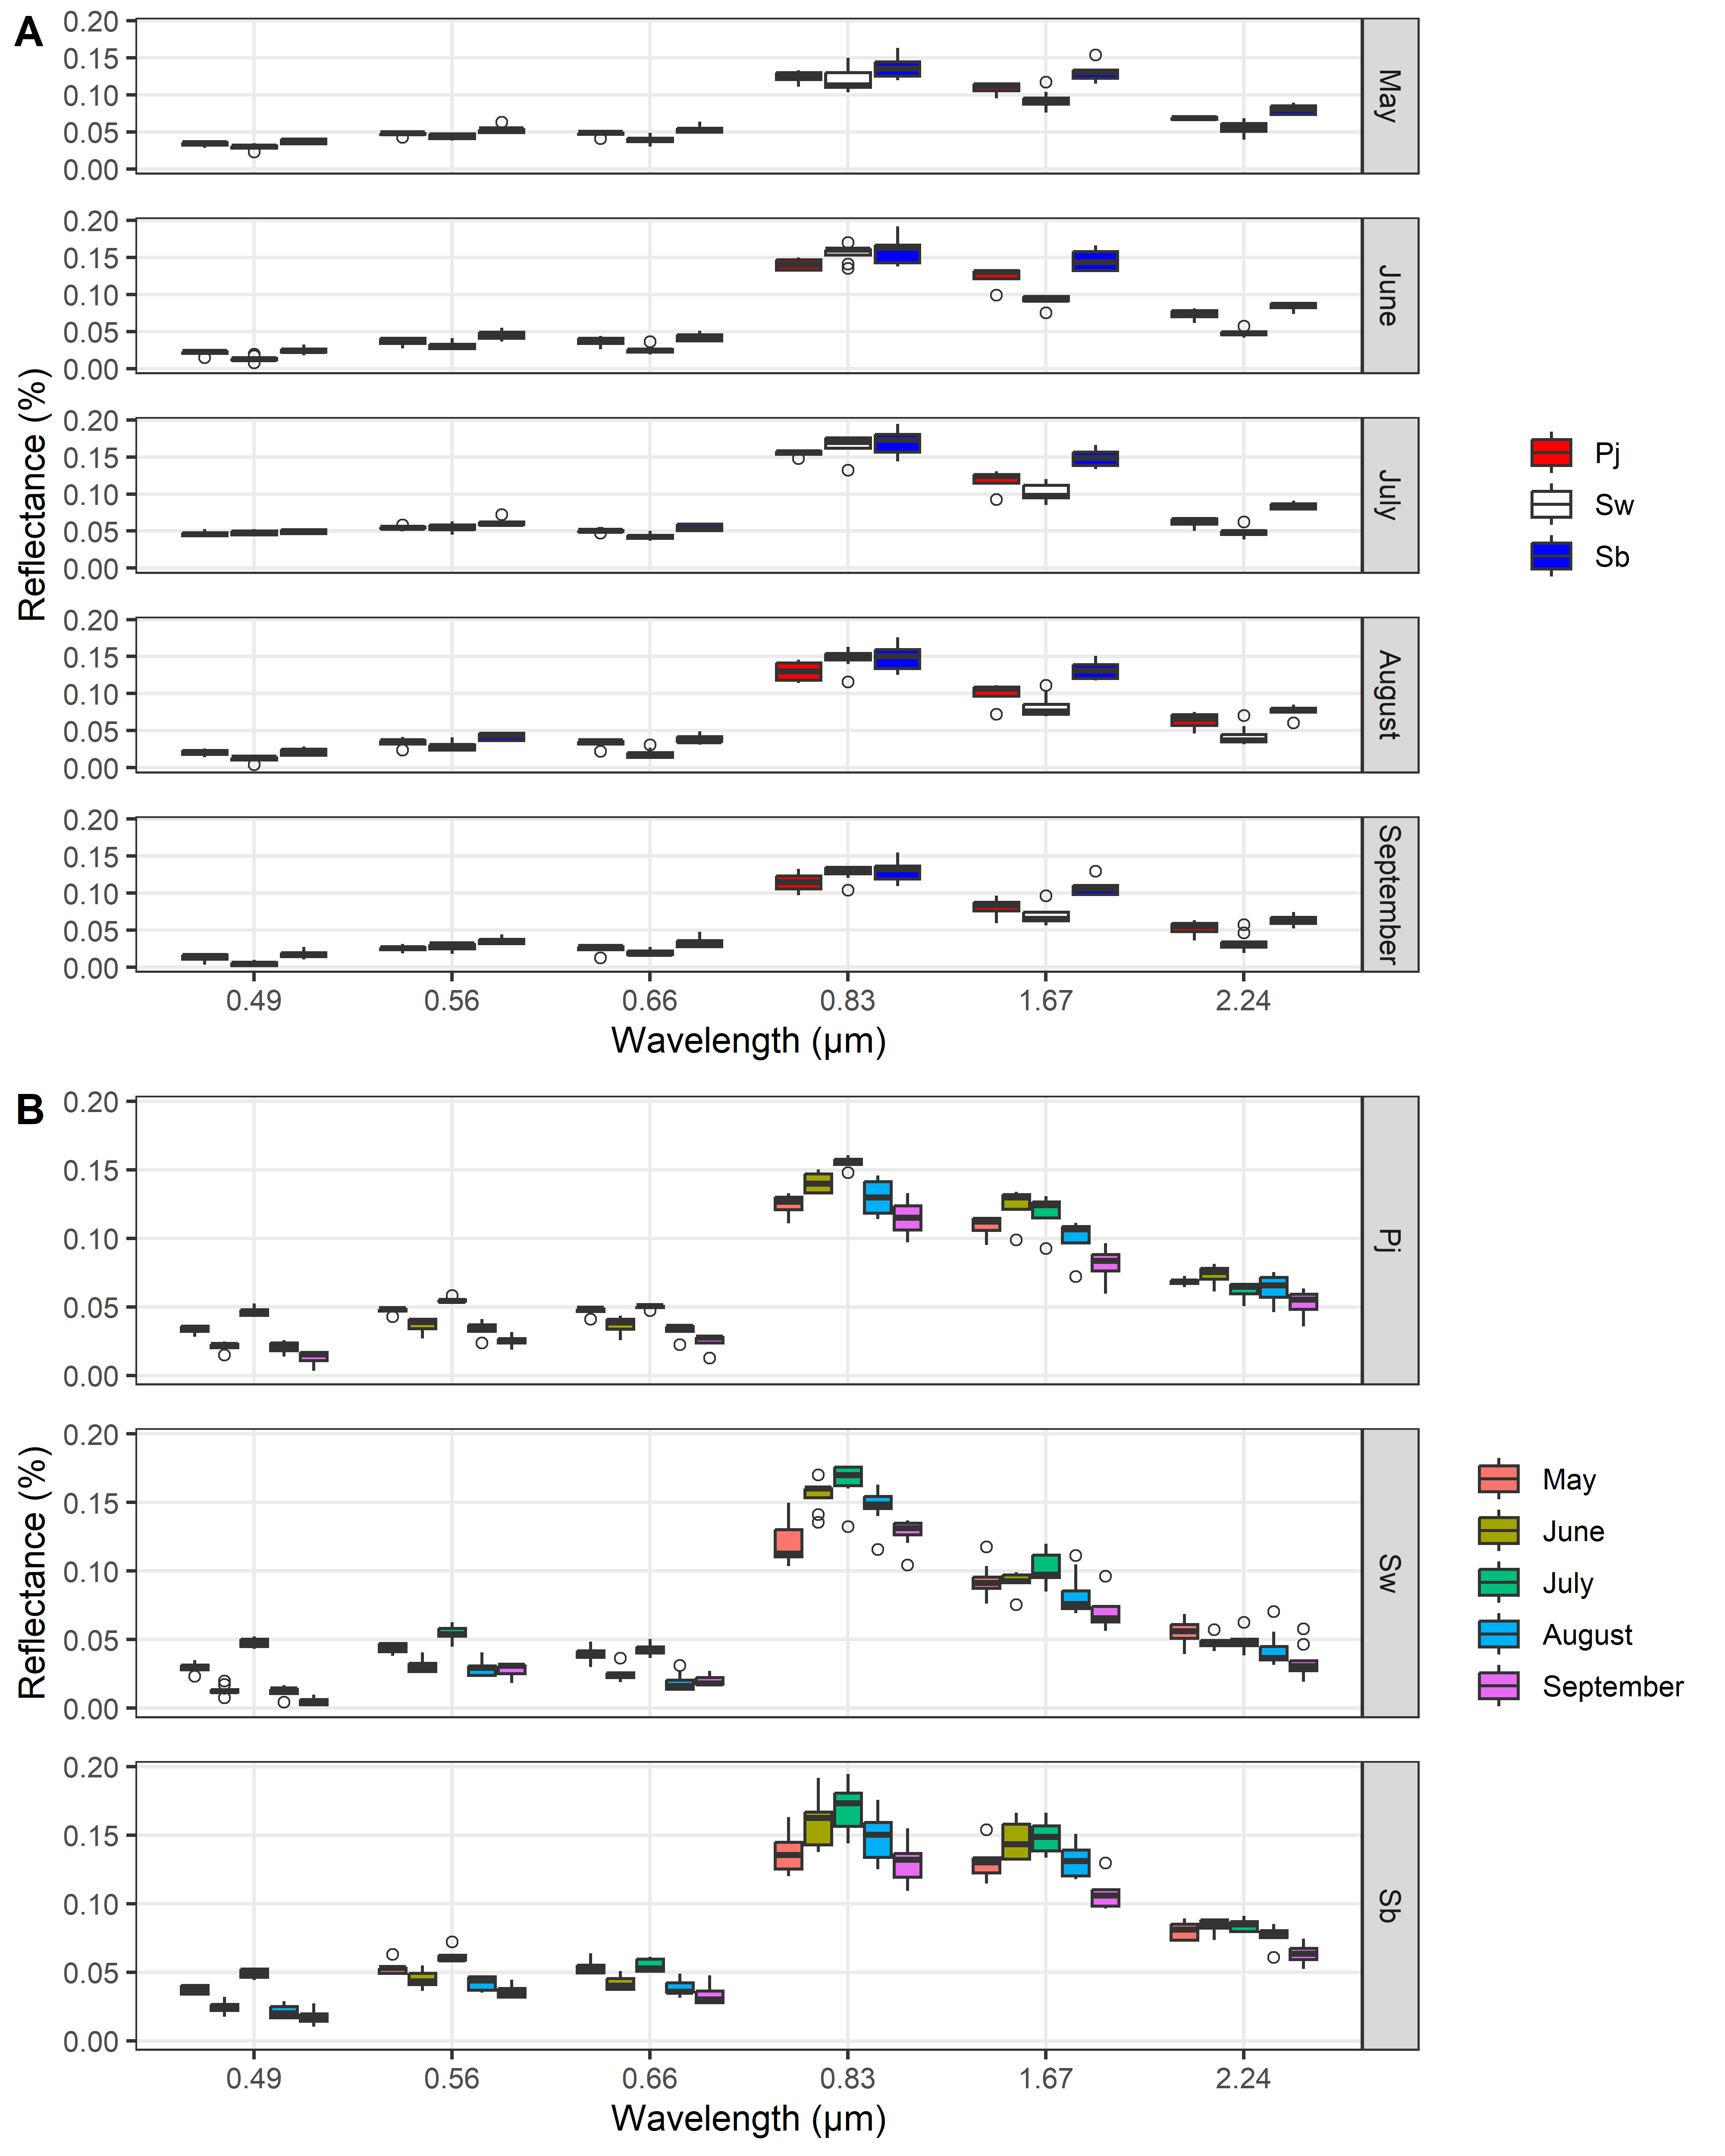 A
0.20
0.15
0.10
0.05
0.00
May
0.20
0.15
0.10
0.05
0.00
June
0.20
0.15
0.10
0.05
0.00
July
0.20
0.15
0.10
0.05
0.00
August
0.20
0.15
0.10
0.05
0.00
September
Reflectance (%)
0.49 0.56 0.66 0.83 1.67 2.24
Wavelength (µm)
Pj
Sw
Sb
B
0.20
0.15
0.10
0.05
0.00
Pj
0.20
0.15
0.10
0.05
0.00
Sw
0.20
0.15
0.10
0.05
0.00
Sb
Reflectance (%)
0.49 0.56 0.66 0.83 1.67 2.24
Wavelength (µm)
May
June
July
August
September